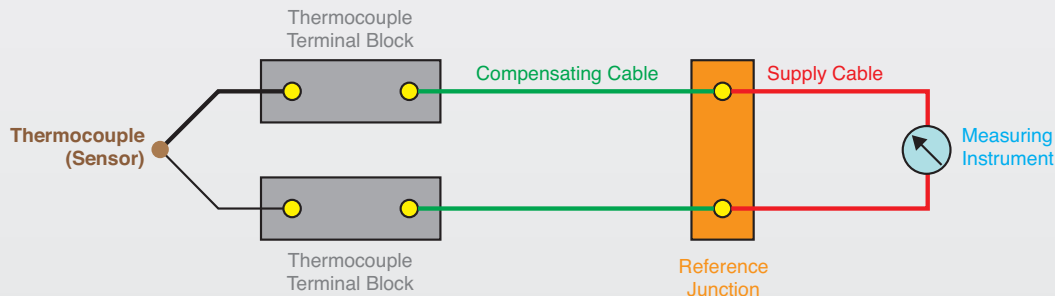 Thermocouple
Terminal Block
Compensating Cable
Supply Cable
Thermocouple
(Sensor)
Measuring
Instrument
Thermocouple
Terminal Block
Reference
Junction